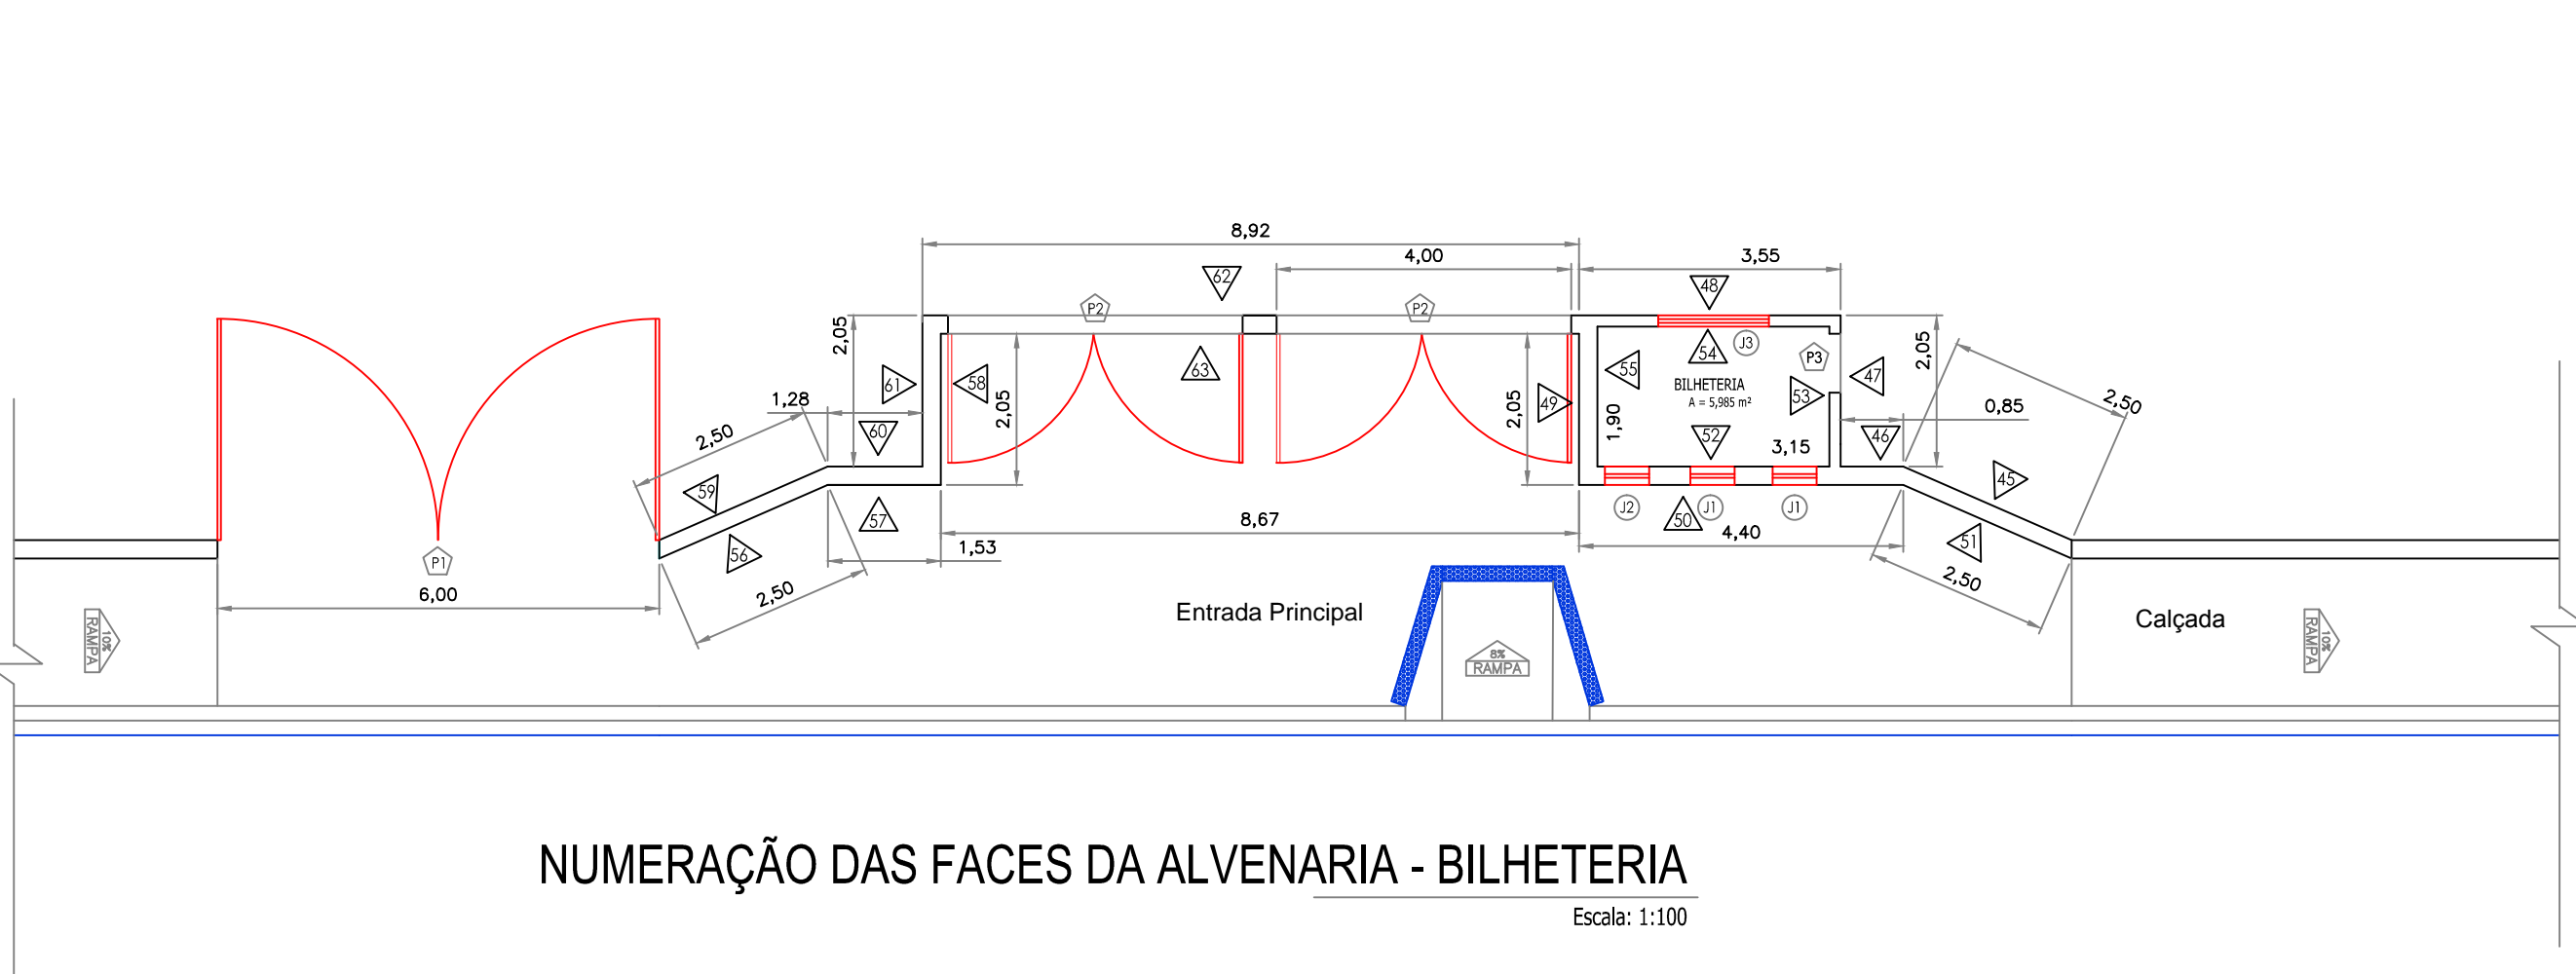 8,92
4,00
3,55
62
48
P2
P2
2,05
54
J3
P3
2,05
63
55
47
61
58
BILHETERIA
A = 5,985 m²
53
1,28
2,05
49
2,05
1,90
2,50
0,85
2,50
60
52
3,15
46
59
45
J2
50
J1
J1
57
8,67
4,40
1,53
56
51
P1
6,00
2,50
2,50
Entrada Principal
Calçada
10%
RAMPA
8%
RAMPA
10%
RAMPA
NUMERAÇÃO DAS FACES DA ALVENARIA - BILHETERIA
Escala: 1:100